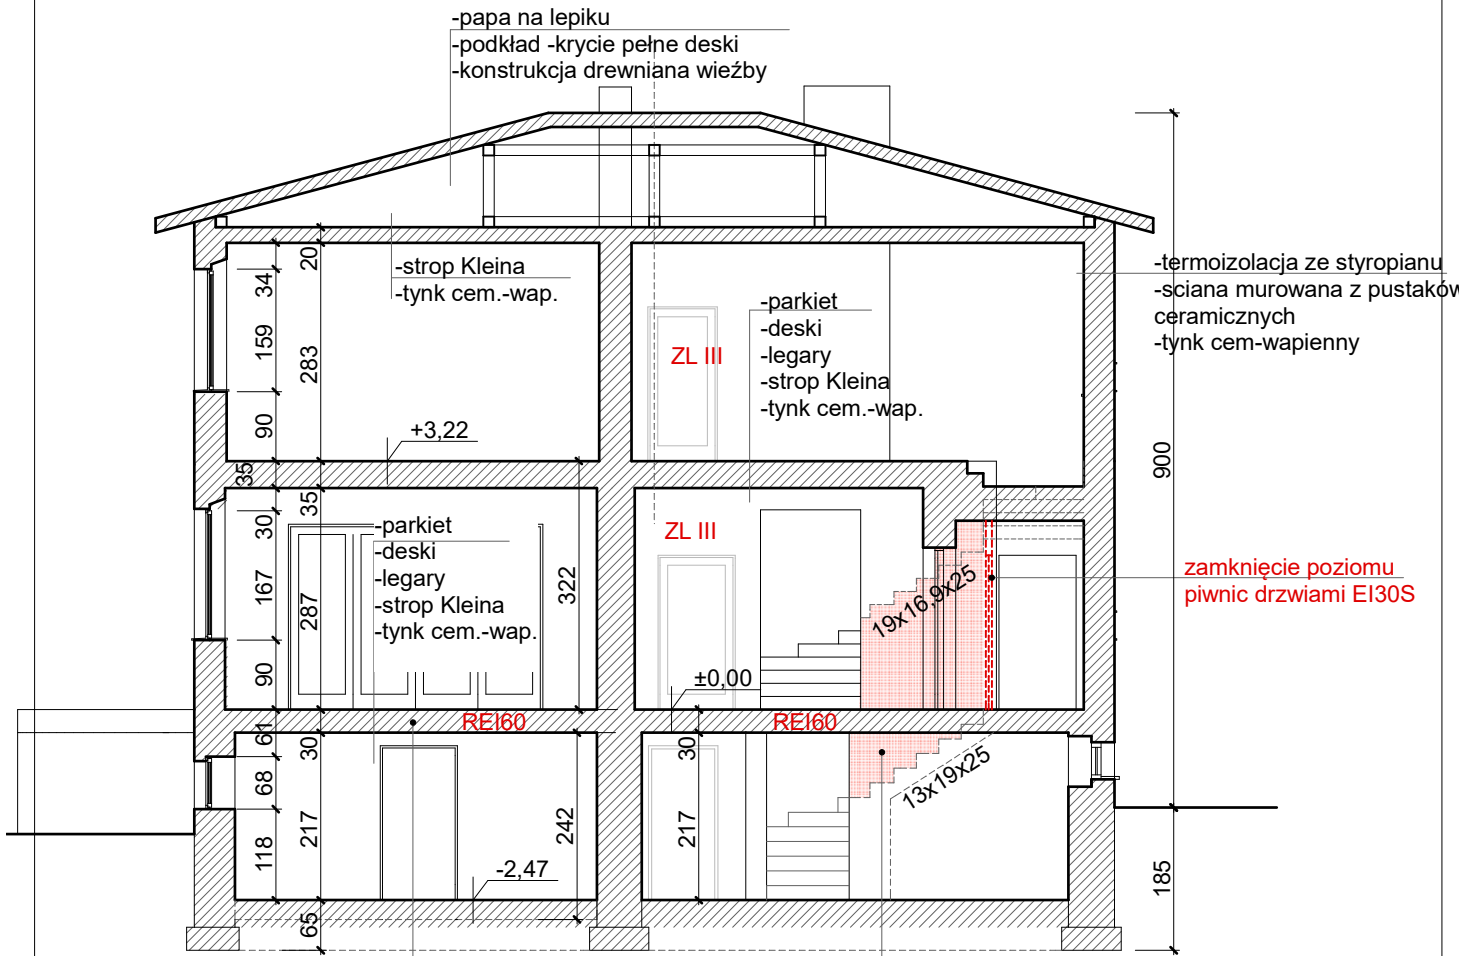 -papa na lepiku
-podkład -krycie pełne deski
-konstrukcja drewniana wieźby
-strop Kleina
-tynk cem.-wap.
-parkiet
-deski
-legary
-strop Kleina
-tynk cem.-wap.
-termoizolacja ze styropianu
-sciana murowana z pustaków
ceramicznych
-tynk cem-wapienny
ZL III
20
34
159
283
90
+3,22
35
35
30
167
287
90
322
-parkiet
-deski
-legary
-strop Kleina
-tynk cem.-wap.
ZL III
19x16,9x25
±0,00
zamknięcie poziomu
piwnic drzwiami EI30S
900
REI60
REI60
61
30
68
217
118
242
30
217
13x19x25
-2,47
65
185